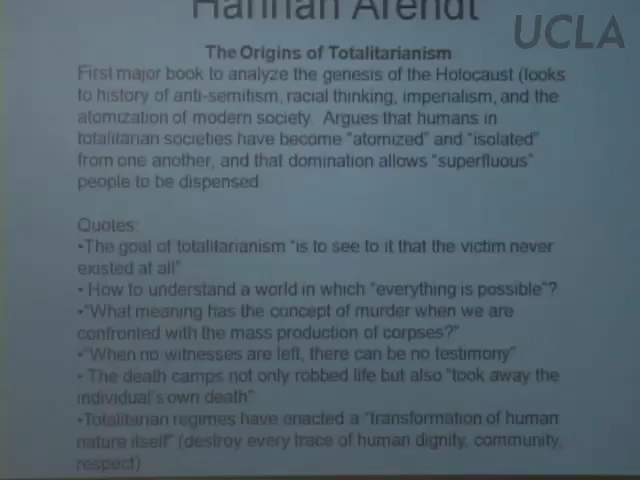 Hannah Arendt
UCLA
The Origins of Totalitarianism
First major book to analyze the genesis of the Holocaust (looks
to history of anti-semitism, racial thinking, imperialism, and the
atomization of modern society. Argues that humans in
totalitarian societies have become "atomized" and "isolated"
from one another, and that domination allows "superfluous"
people to be dispensed.
Quotes:
•The goal of totalitarianism "is to see to it that the victim never
existed at all"
• How to understand a world in which "everything is possible"?
•"What meaning has the concept of murder when we are
confronted with the mass production of corpses?"
•"When no witnesses are left, there can be no testimony"
• The death camps not only robbed life but also "took away the
individual's own death"
•Totalitarian regimes have enacted a "transformation of human
nature itself" (destroy every trace of human dignity, community,
respect)